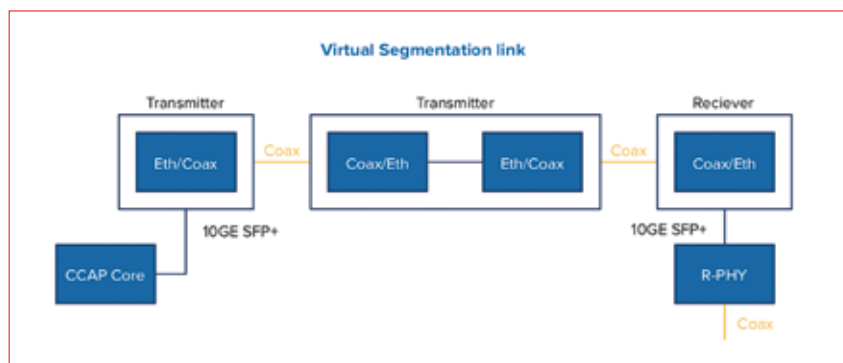 Virtual Segmentation link
Transmitter
Transmitter
Reciever
Eth/Coax
Coax
Coax/Eth
Eth/Coax
Coax
Coax/Eth
10GE SFP+
10GE SFP+
CCAP Core
R-PHY
Coax